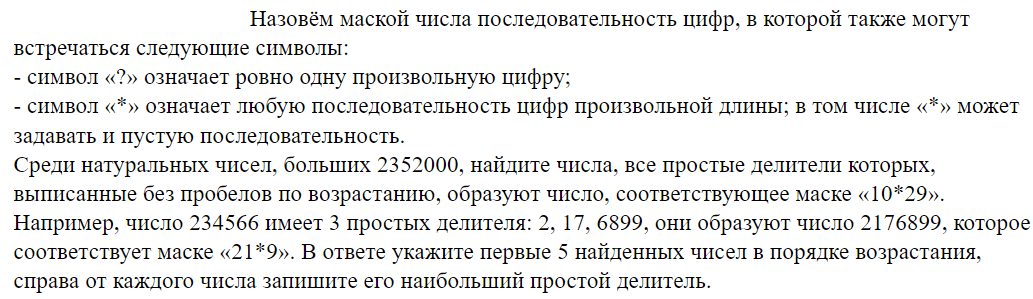 Назовём маской числа последовательность цифр, в которой также могут
встречаться следующие символы:
- символ «?» означает ровно одну произвольную цифру;
- символ «*» означает любую последовательность цифр произвольной длины; в том числе «*» может
задавать и пустую последовательность.
Среди натуральных чисел, больших 2352000, найдите числа, все простые делители которых,
выписанные без пробелов по возрастанию, образуют число, соответствующее маске «10*29».
Например, число 234566 имеет 3 простых делителя: 2, 17, 6899, они образуют число 2176899, которое
соответствует маске «21*9». В ответе укажите первые 5 найденных чисел в порядке возрастания,
справа от каждого числа запишите его наибольший простой делитель.